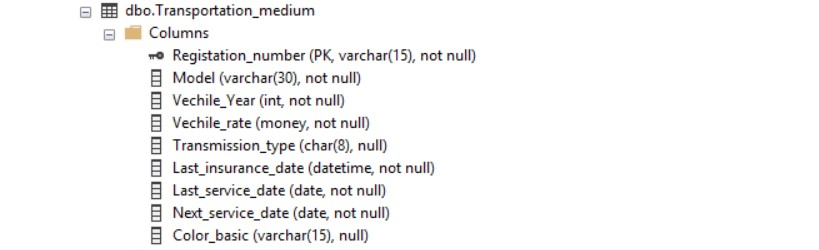 dbo.Transportation_medium
Columns
Registation_number (PK, varchar(15), not null)
Model (varchar(30), not null)
Vechile_Year (int, not null)
Vechile_rate (money, not null)
Transmission_type (char(8), null)
Last_insurance_date (datetime, not null)
Last_service_date (date, not null)
Next_service_date (date, not null)
Color_basic (varchar(15), null)